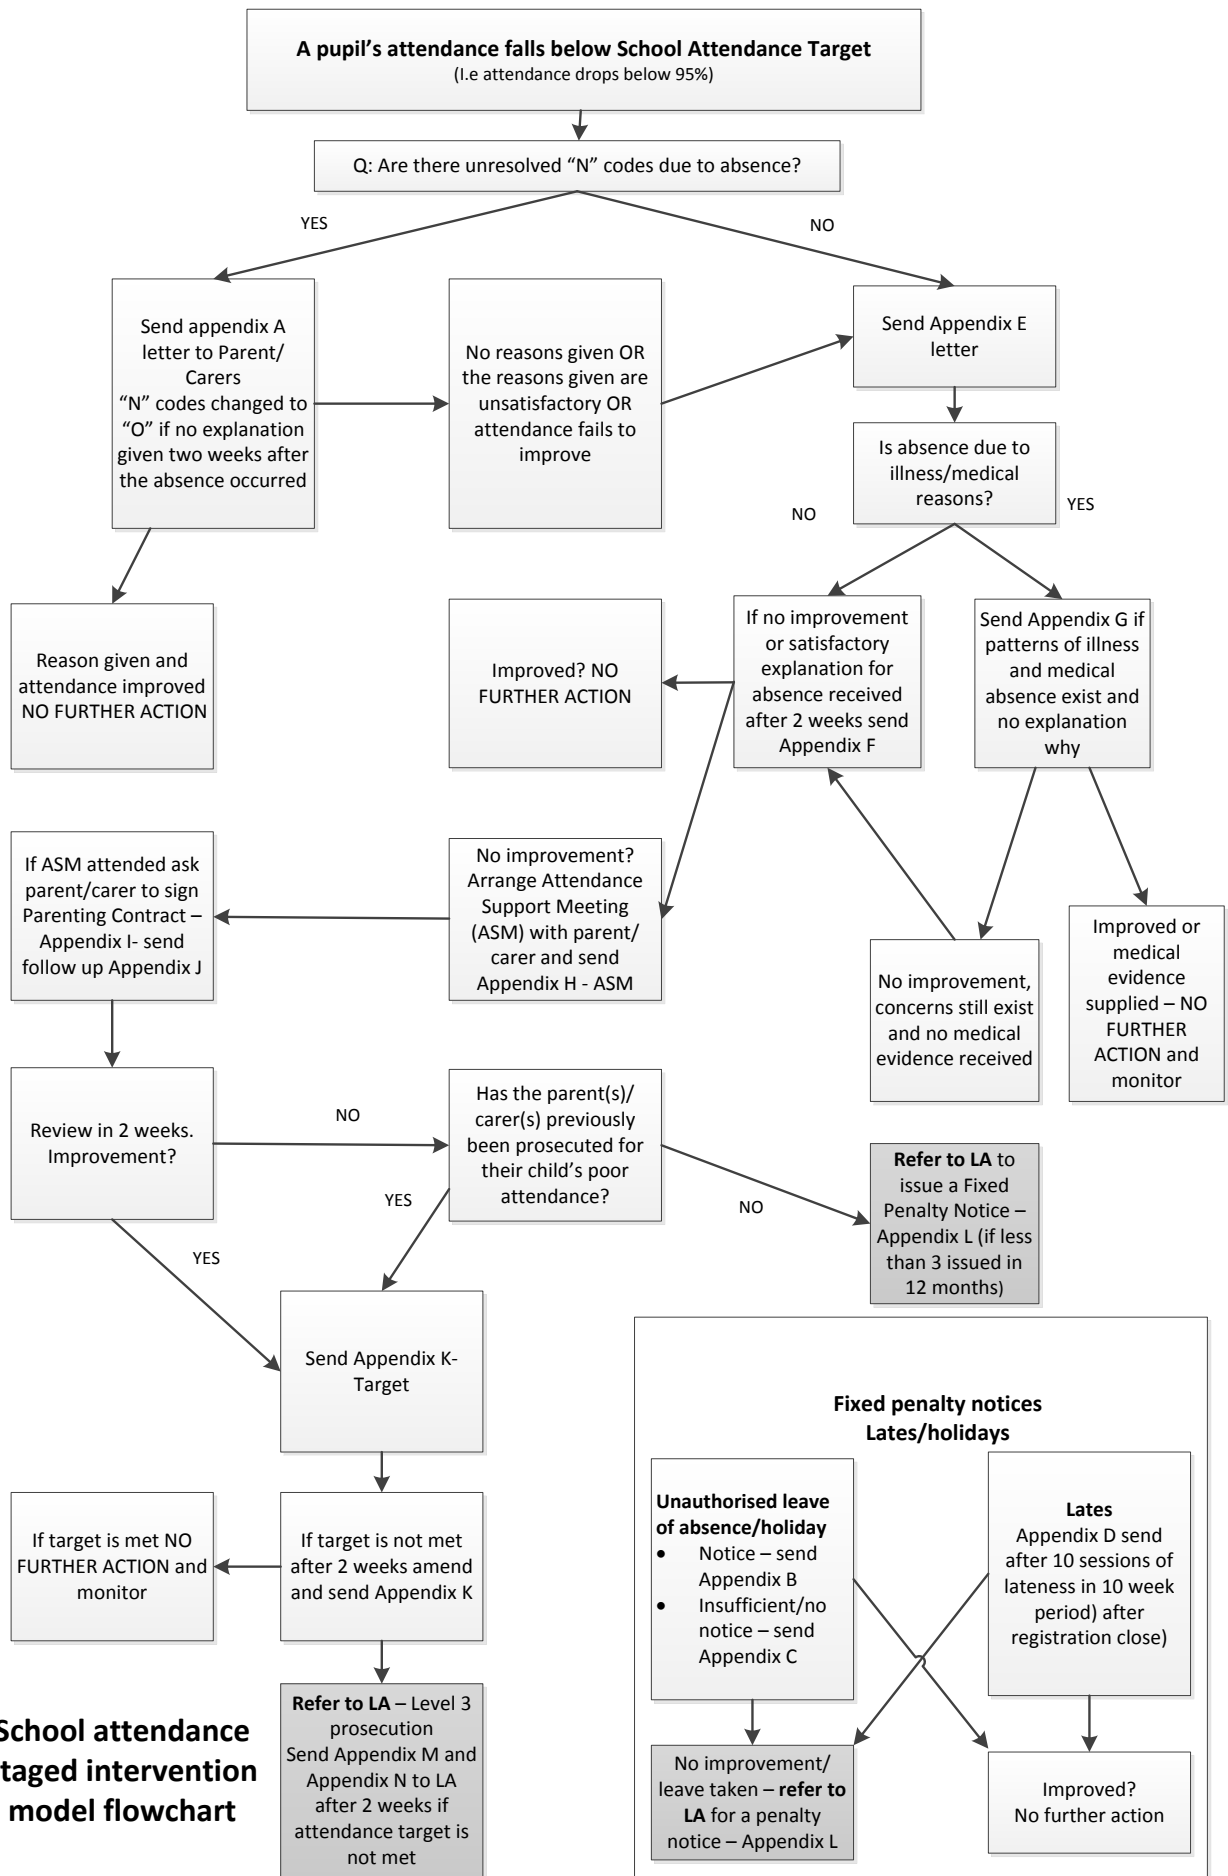 A pupil’s attendance falls below School Attendance Target
(I.e attendance drops below 95%)
Q: Are there unresolved “N” codes due to absence?
YES
NO
Send appendix A
letter to Parent/
Carers
“N” codes changed to
“O” if no explanation
given two weeks after
the absence occurred
No reasons given OR
the reasons given are
unsatisfactory OR
attendance fails to
improve
Send Appendix E
letter
Is absence due to
illness/medical
reasons?
NO
YES
Reason given and
attendance improved
NO FURTHER ACTION
Improved? NO
FURTHER ACTION
If no improvement
or satisfactory
explanation for
absence received
after 2 weeks send
Appendix F
Send Appendix G if
patterns of illness
and medical
absence exist and
no explanation
why
If ASM attended ask
parent/carer to sign
Parenting Contract –
Appendix I- send
follow up Appendix J
No improvement?
Arrange Attendance
Support Meeting
(ASM) with parent/
carer and send
Appendix H - ASM
No improvement,
concerns still exist
and no medical
evidence received
Improved or
medical
evidence
supplied – NO
FURTHER
ACTION and
monitor
Review in 2 weeks.
Improvement?
NO
Has the parent(s)/
carer(s) previously
been prosecuted for
their child’s poor
attendance?
YES
NO
YES
Refer to LA to
issue a Fixed
Penalty Notice –
Appendix L (if less
than 3 issued in
12 months)
Send Appendix K-
Target
If target is met NO
FURTHER ACTION and
monitor
If target is not met
after 2 weeks amend
and send Appendix K
Refer to LA – Level 3
prosecution
Send Appendix M and
Appendix N to LA
after 2 weeks if
attendance target is
not met
Fixed penalty notices
Lates/holidays
Unauthorised leave
of absence/holiday
• Notice – send
Appendix B
• Insufficient/no
notice – send
Appendix C
Lates
Appendix D send
after 10 sessions of
lateness in 10 week
period) after
registration close)
No improvement/
leave taken – refer to
LA for a penalty
notice – Appendix L
Improved?
No further action
School attendance
taged intervention
model flowchart